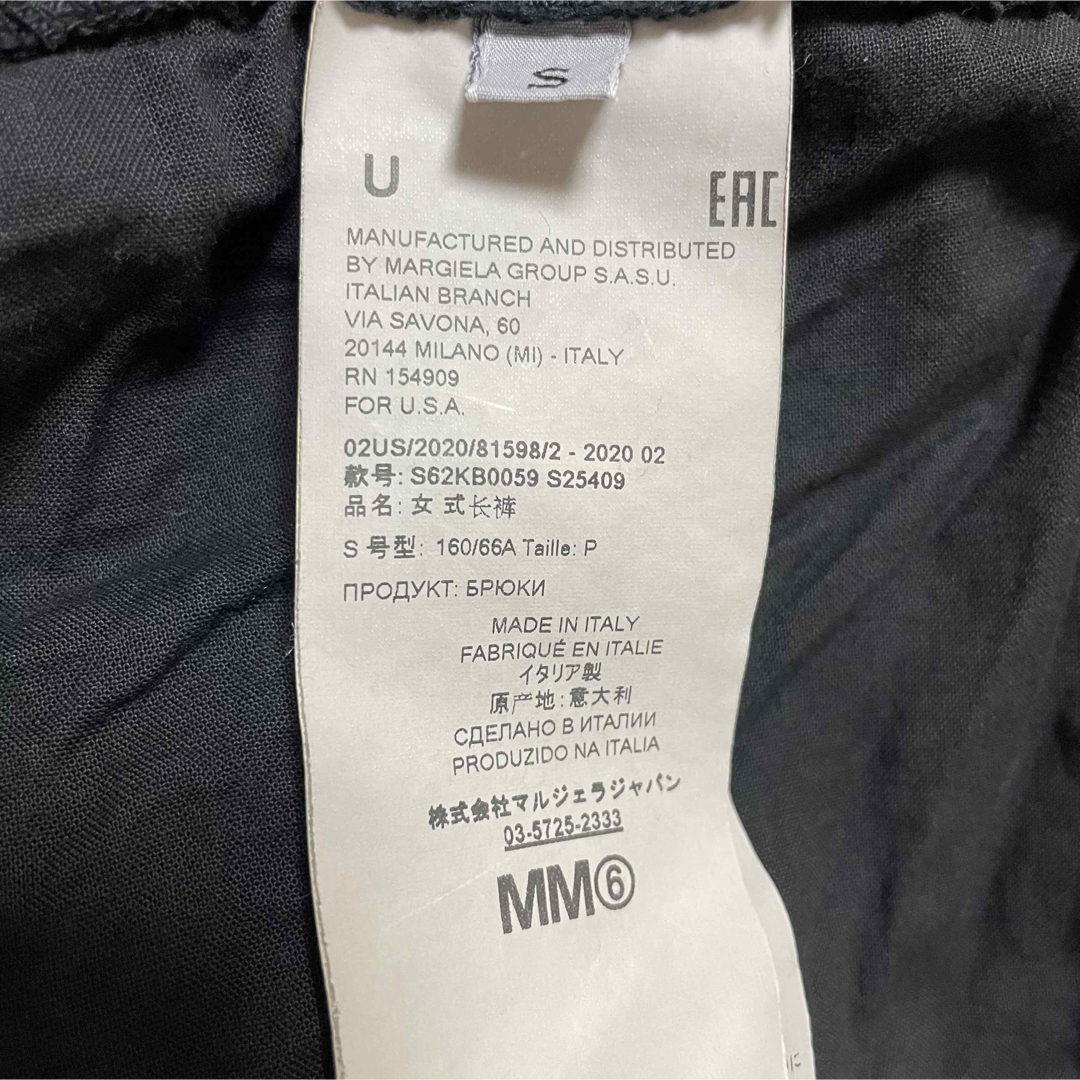 S
U
EAC
MANUFACTURED AND DISTRIBUTED
BY MARGIELA GROUP S.A.S.U.
ITALIAN BRANCH
VIA SAVONA, 60
20144 MILANO (MI) - ITALY
RN 154909
FOR U.S.A.
02US/2020/81598/2 - 2020 02
款号: S62KB0059 S25409
品名: 女 式长裤
S 号型: 160/66A Taille: P
ПРОДУКТ: БРЮКИ
MADE IN ITALY
FABRIQUÉ EN ITALIE
イタリア製
原产地: 意大利
СДЕЛАНО В ИТАЛИИ
PRODUZIDO NA ITALIA
株式会社マルジェラジャパン
03-5725-2333
MM⑥